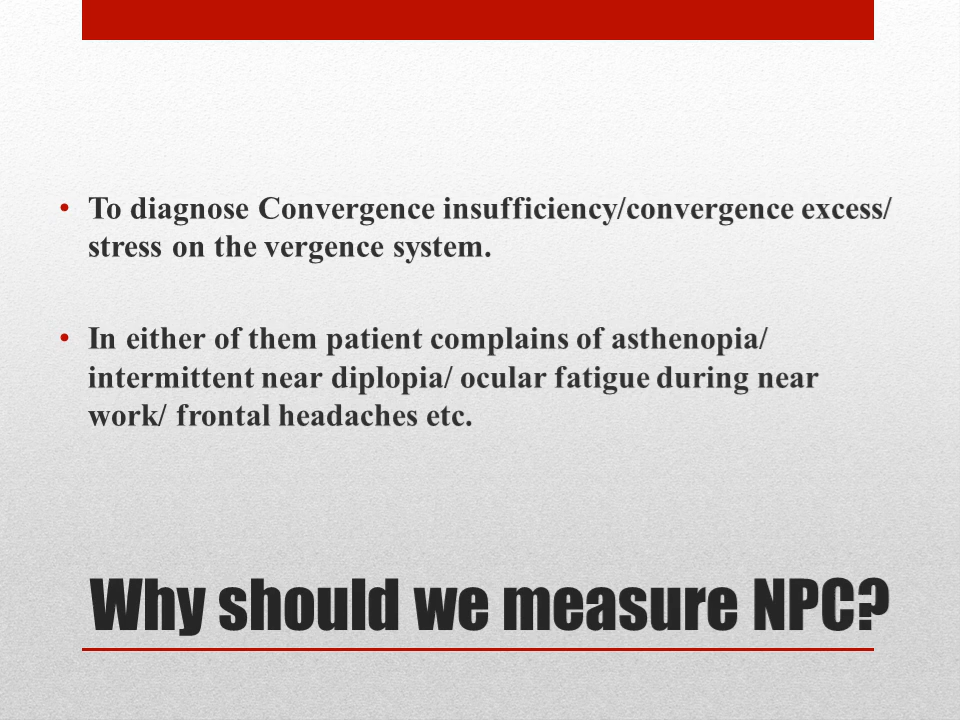 • To diagnose Convergence insufficiency/convergence excess/
stress on the vergence system.
• In either of them patient complains of asthenopia/
intermittent near diplopia/ ocular fatigue during near
work/ frontal headaches etc.
Why should we measure NPC?